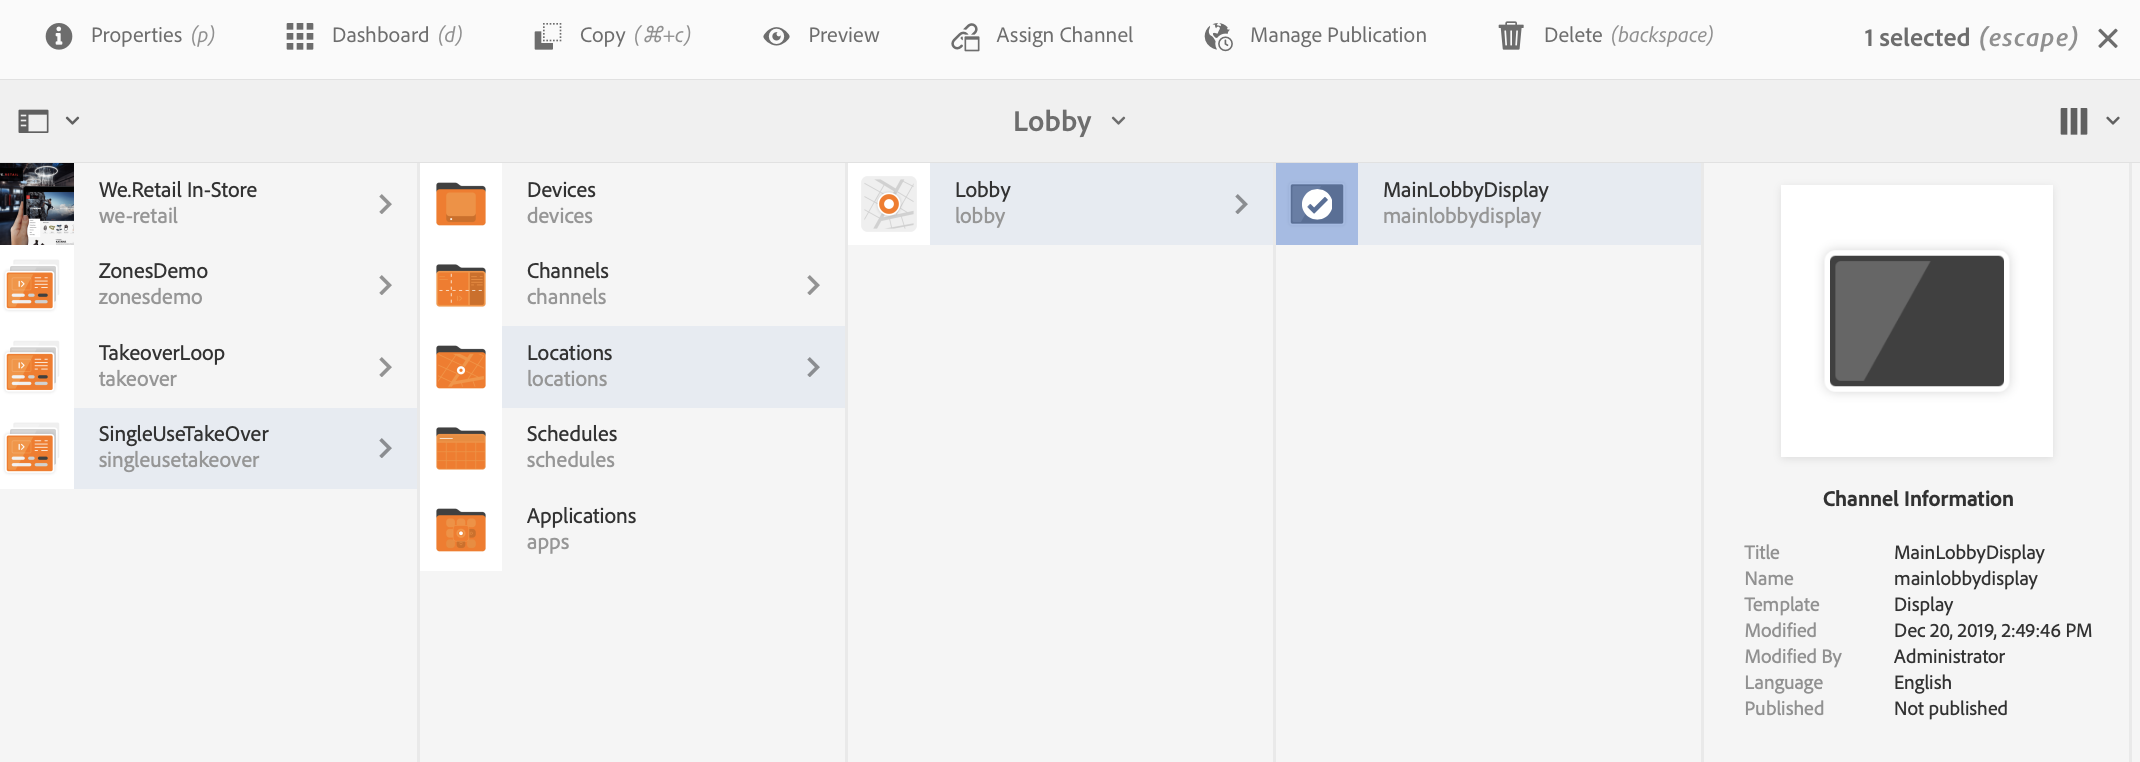 Properties (p)
Dashboard (d)
Copy (⌘+c)
Preview
Assign Channel
Manage Publication
Delete (backspace)
1 selected (escape)
Lobby
We.Retail In-Store
we-retail
ZonesDemo
zonesdemo
TakeoverLoop
takeover
SingleUseTakeOver
singleusetakeover
Devices
devices
Channels
channels
Locations
locations
Schedules
schedules
Applications
apps
Lobby
lobby
MainLobbyDisplay
mainlobbydisplay
Channel Information
Title MainLobbyDisplay
Name mainlobbydisplay
Template Display
Modified Dec 20, 2019, 2:49:46 PM
Modified By Administrator
Language English
Published Not published